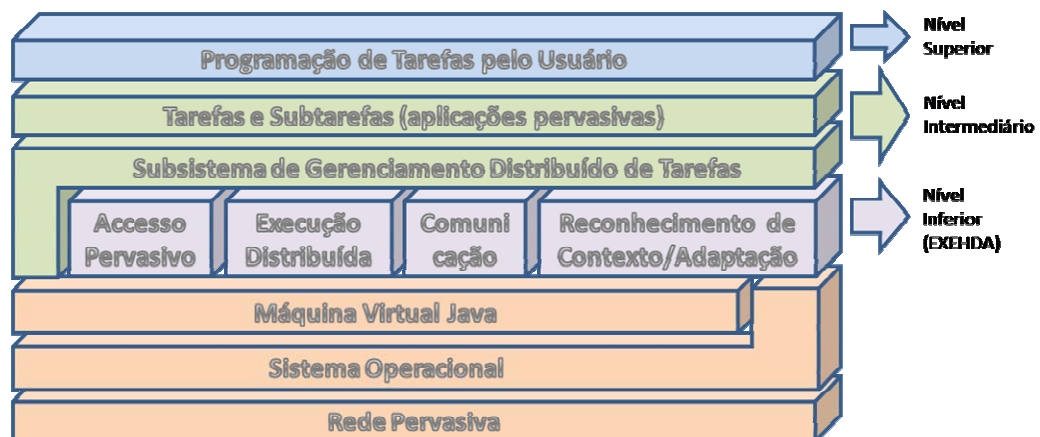 Programação de Tarefas pelo Usuário
Nível
Superior
Tarefas e Subtarefas (aplicações pervasivas)
Nível
Intermediário
Subsistema de Gerenciamento Distribuído de Tarefas
Accesso
Pervasivo
Execução
Distribuída
Comuni
cação
Reconhecimento de
Contexto/Adaptação
Nível
Inferior
(EXEHDA)
Máquina Virtual Java
Sistema Operacional
Rede Pervasiva